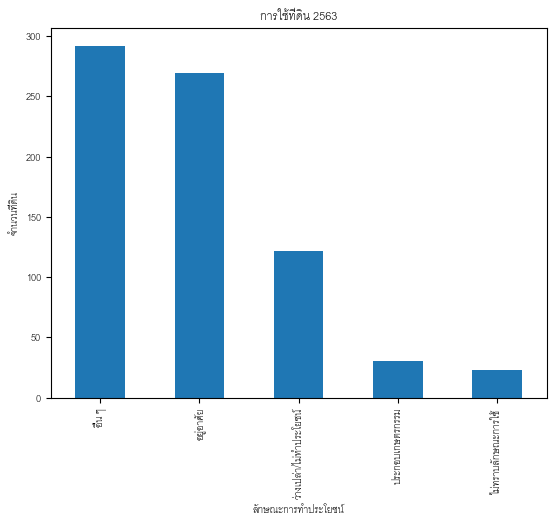 การใช้ที่ดิน 2563
จำนวนที่ดิน
300
250
200
150
100
50
0
อื่น ๆ
อยู่อาศัย
ว่างเปล่า/ไม่ทำประโยชน์
ประกอบเกษตรกรรม
ไม่ทราบลักษณะการใช้
ลักษณะการทำประโยชน์